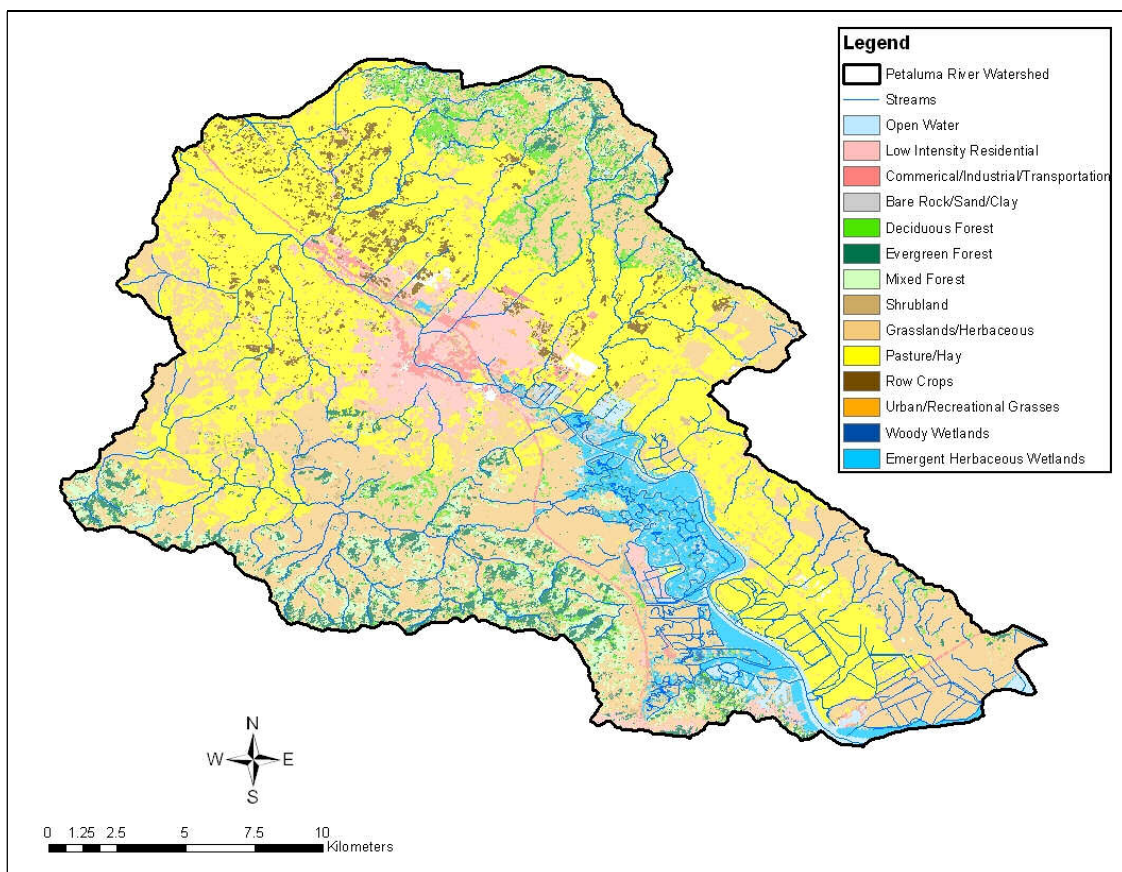 Legend
Petaluma River Watershed
Streams
Open Water
Low Intensity Residential
Commerical/Industrial/Transportation
Bare Rock/Sand/Clay
Deciduous Forest
Evergreen Forest
Mixed Forest
Shrubland
Grasslands/Herbaceous
Pasture/Hay
Row Crops
Urban/Recreational Grasses
Woody Wetlands
Emergent Herbaceous Wetlands
N
W E
S
0 1.25 2.5 5 7.5 10
Kilometers